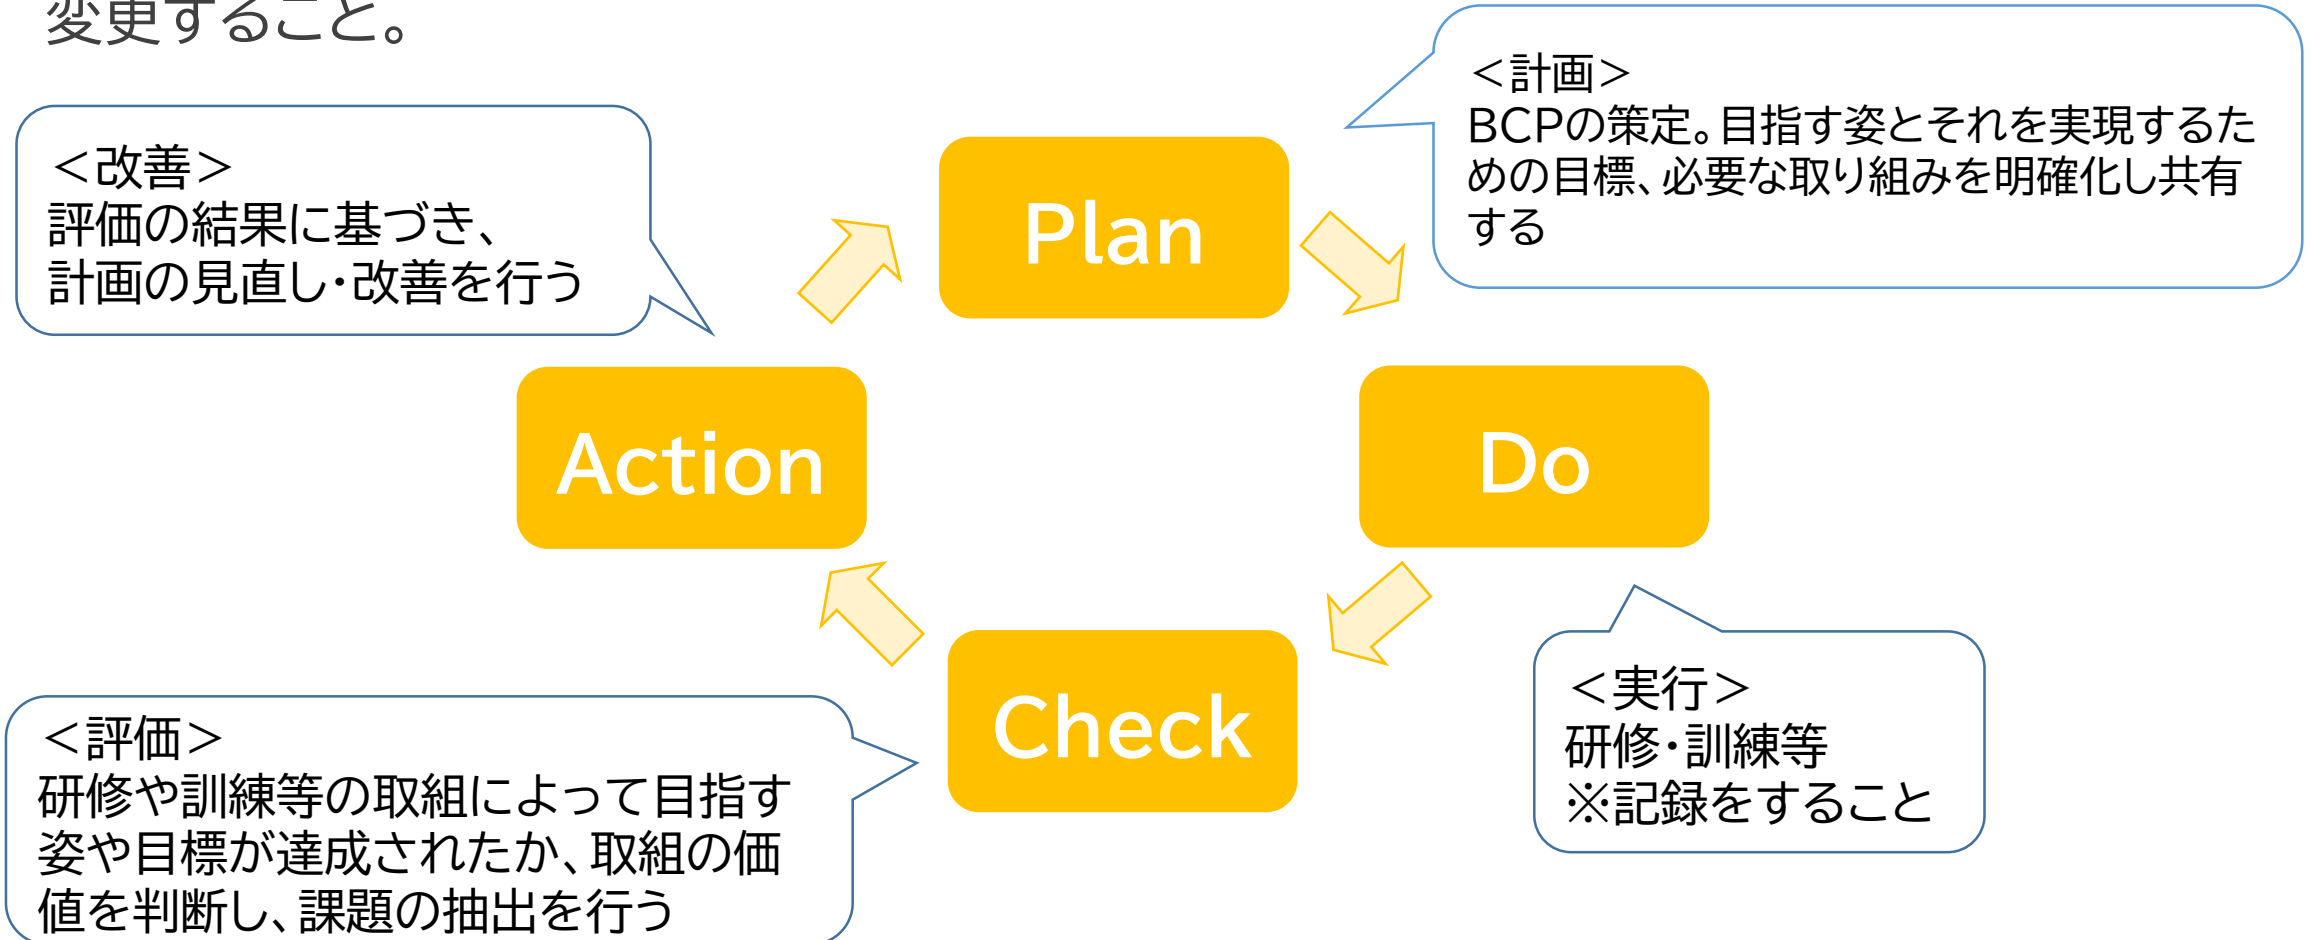 変更すること。
＜計画＞
BCPの策定。目指す姿とそれを実現するた
めの目標、必要な取り組みを明確化し共有
する
＜改善＞
評価の結果に基づき、
計画の見直し・改善を行う
Plan
Action
Do
Check
＜実行＞
研修・訓練等
※記録をすること
＜評価＞
研修や訓練等の取組によって目指す
姿や目標が達成されたか、取組の価
値を判断し、課題の抽出を行う